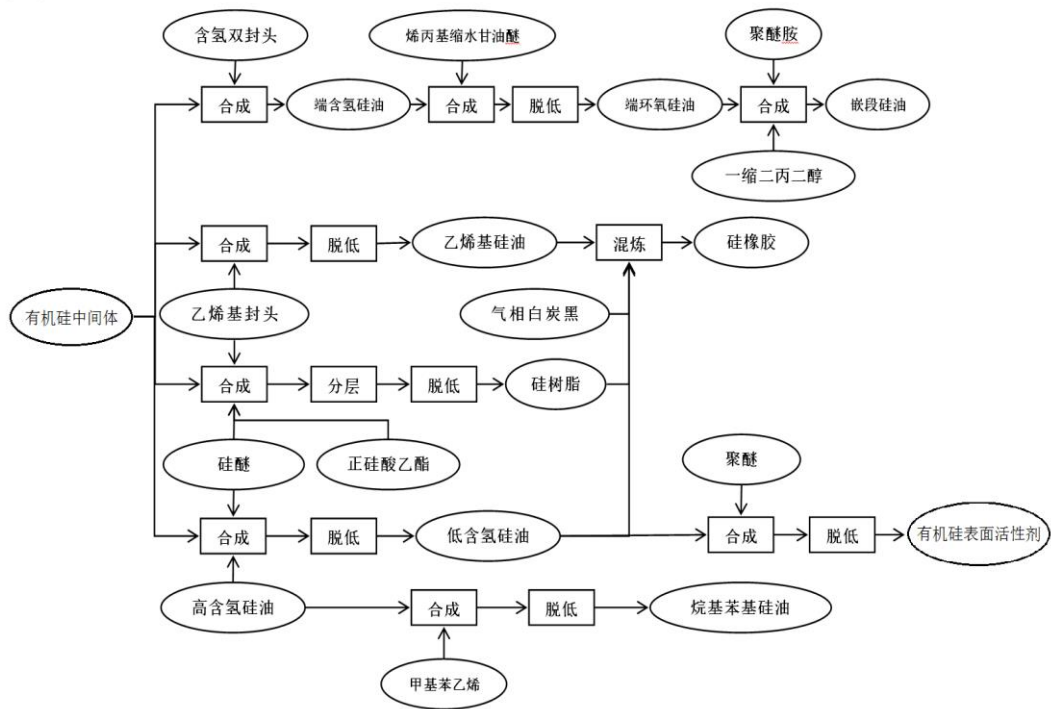 含氢双封头
烯丙基缩水甘油醚
聚醚胺
合成
端含氢硅油
合成
脱低
端环氧硅油
合成
嵌段硅油
一缩二丙二醇
合成
脱低
乙烯基硅油
混炼
硅橡胶
有机硅中间体
乙烯基封头
气相白炭黑
合成
分层
脱低
硅树脂
硅醚
正硅酸乙酯
聚醚
合成
脱低
低含氢硅油
合成
脱低
有机硅表面活性剂
高含氢硅油
合成
脱低
烷基苯基硅油
甲基苯乙烯